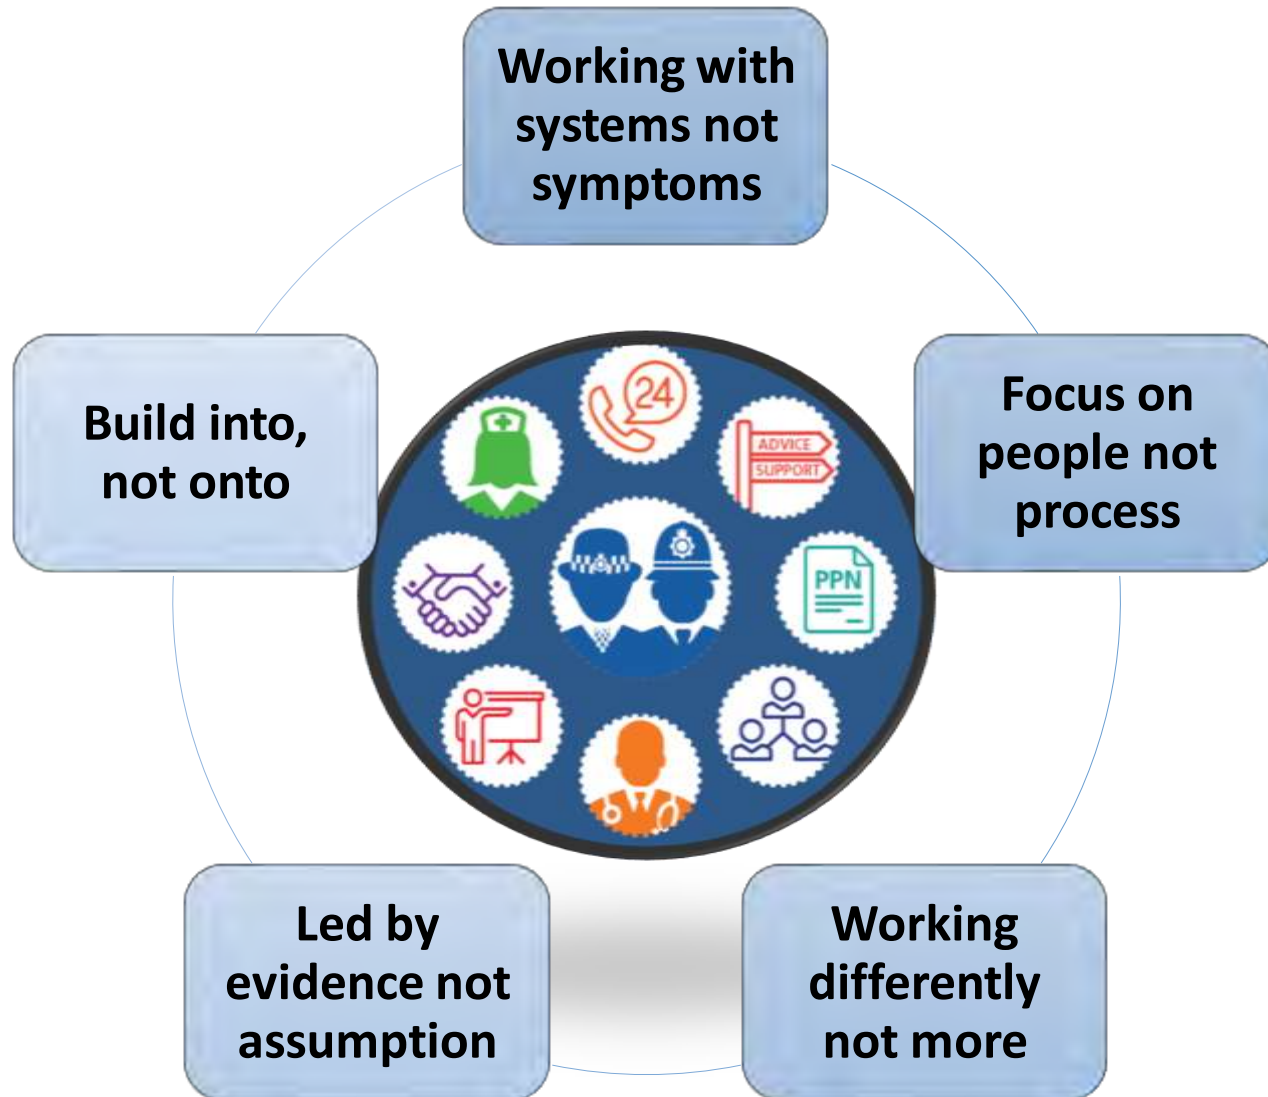 Working with
systems not
symptoms
Focus on
people not
process
Working
differently
not more
Led by
evidence not
assumption
Build into,
not onto
24
ADVICE
SUPPORT
PPN